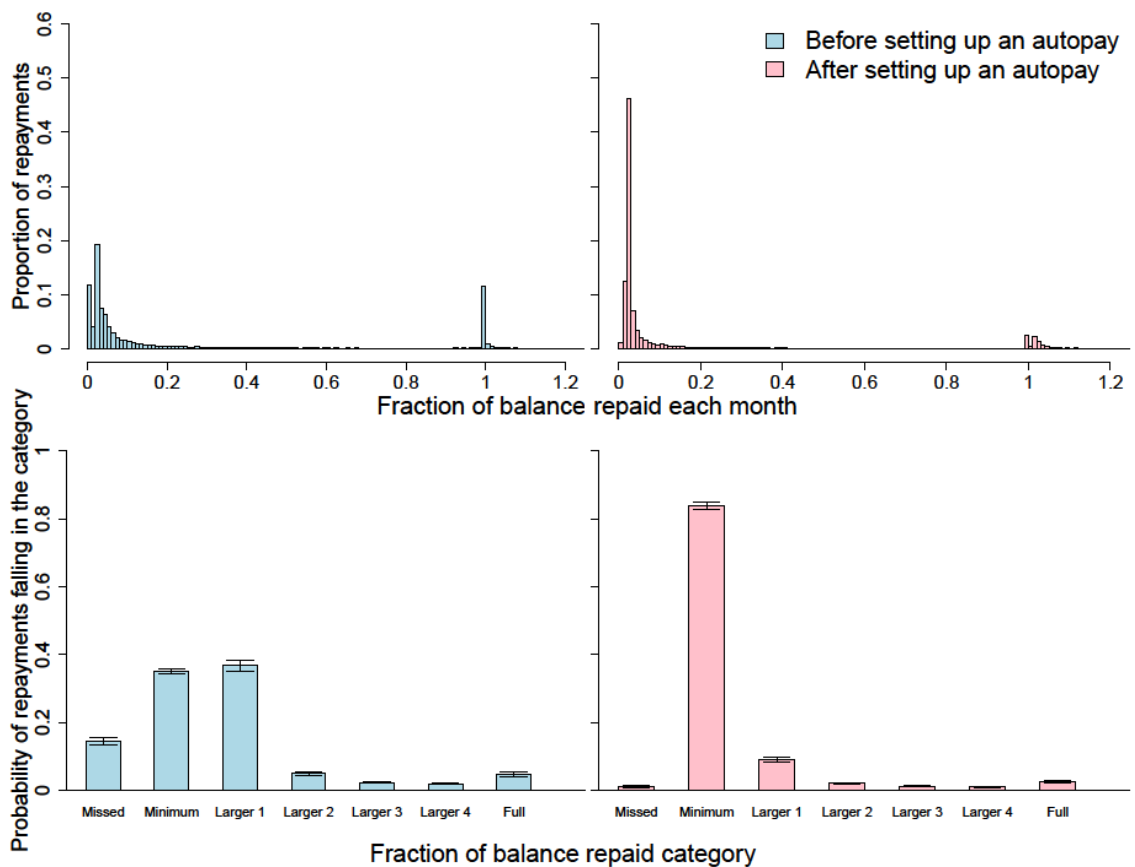 Before setting up an autopay
After setting up an autopay
Proportion of repayments
0 0.1 0.2 0.3 0.4 0.5 0.6
0 0.2 0.4 0.6 0.8 1 1.2
0 0.2 0.4 0.6 0.8 1 1.2
Fraction of balance repaid each month
Probability of repayments falling in the category
0 0.2 0.4 0.6 0.8 1
Missed Minimum Larger 1 Larger 2 Larger 3 Larger 4 Full
Missed Minimum Larger 1 Larger 2 Larger 3 Larger 4 Full
Fraction of balance repaid category